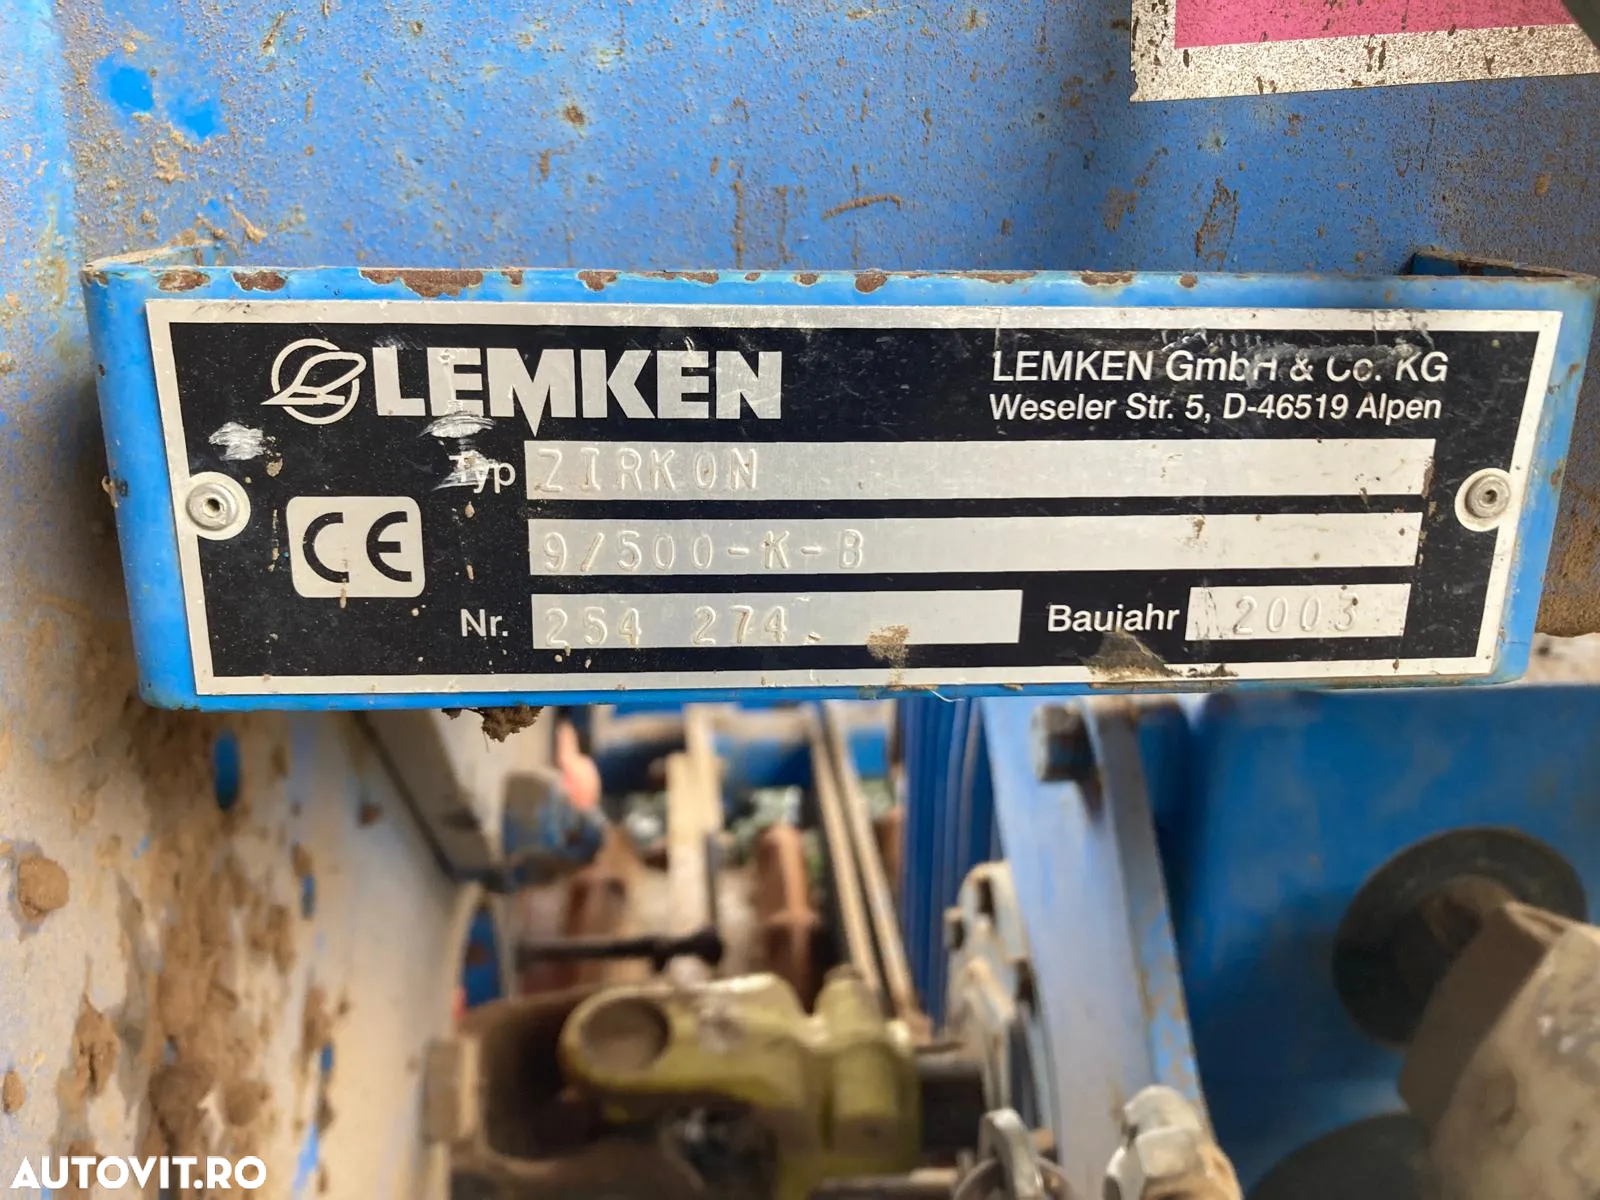 LEMKEN
LEMKEN GmbH & Co. KG
Weseler Str. 5, D-46519 Alpen
Typ ZIRKON
9/500-K-B
CE
Nr. 254 274
Baujahr 2003
AUTOVIT.RO